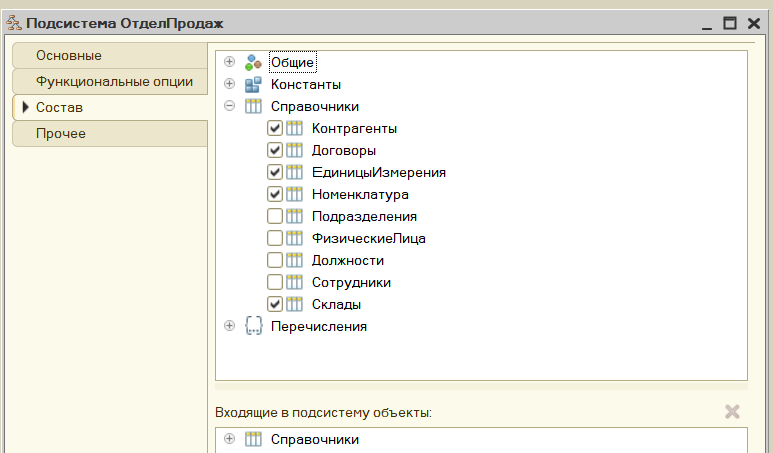 Подсистема ОтделПродаж
Основные
Функциональные опции
Состав
Прочее
Общие
Константы
Справочники
Контрагенты
Договоры
ЕдиницыИзмерения
Номенклатура
Подразделения
ФизическиеЛица
Должности
Сотрудники
Склады
Перечисления
Входящие в подсистему объекты:
Справочники